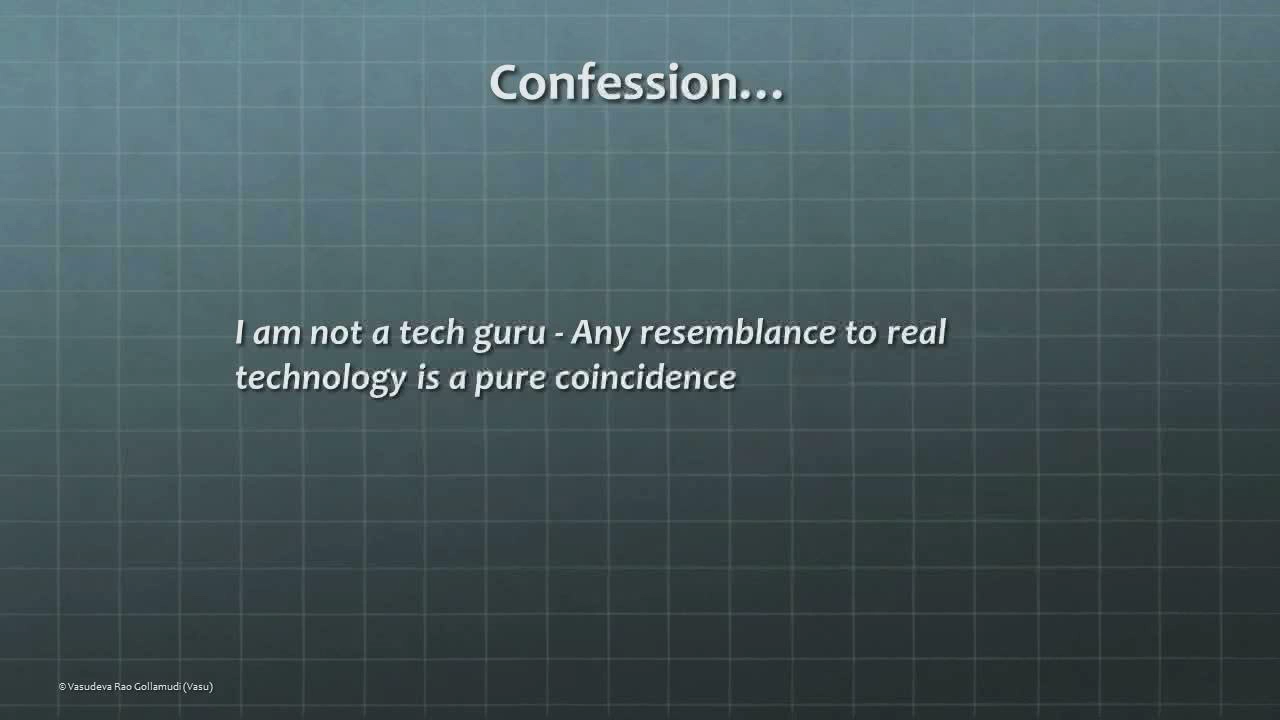 Confession...
I am not a tech guru - Any resemblance to real
technology is a pure coincidence
© Vasudeva Rao Gollamudi (Vasu)